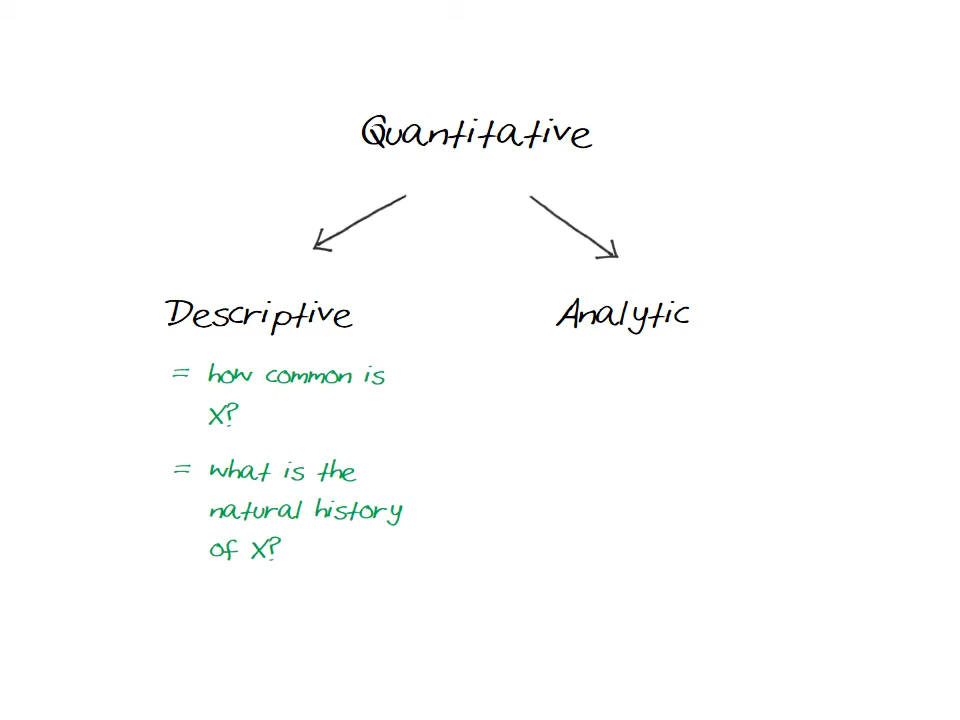 Quantitative
Descriptive
Analytic
= how common is
X?
= what is the
natural history
of X?